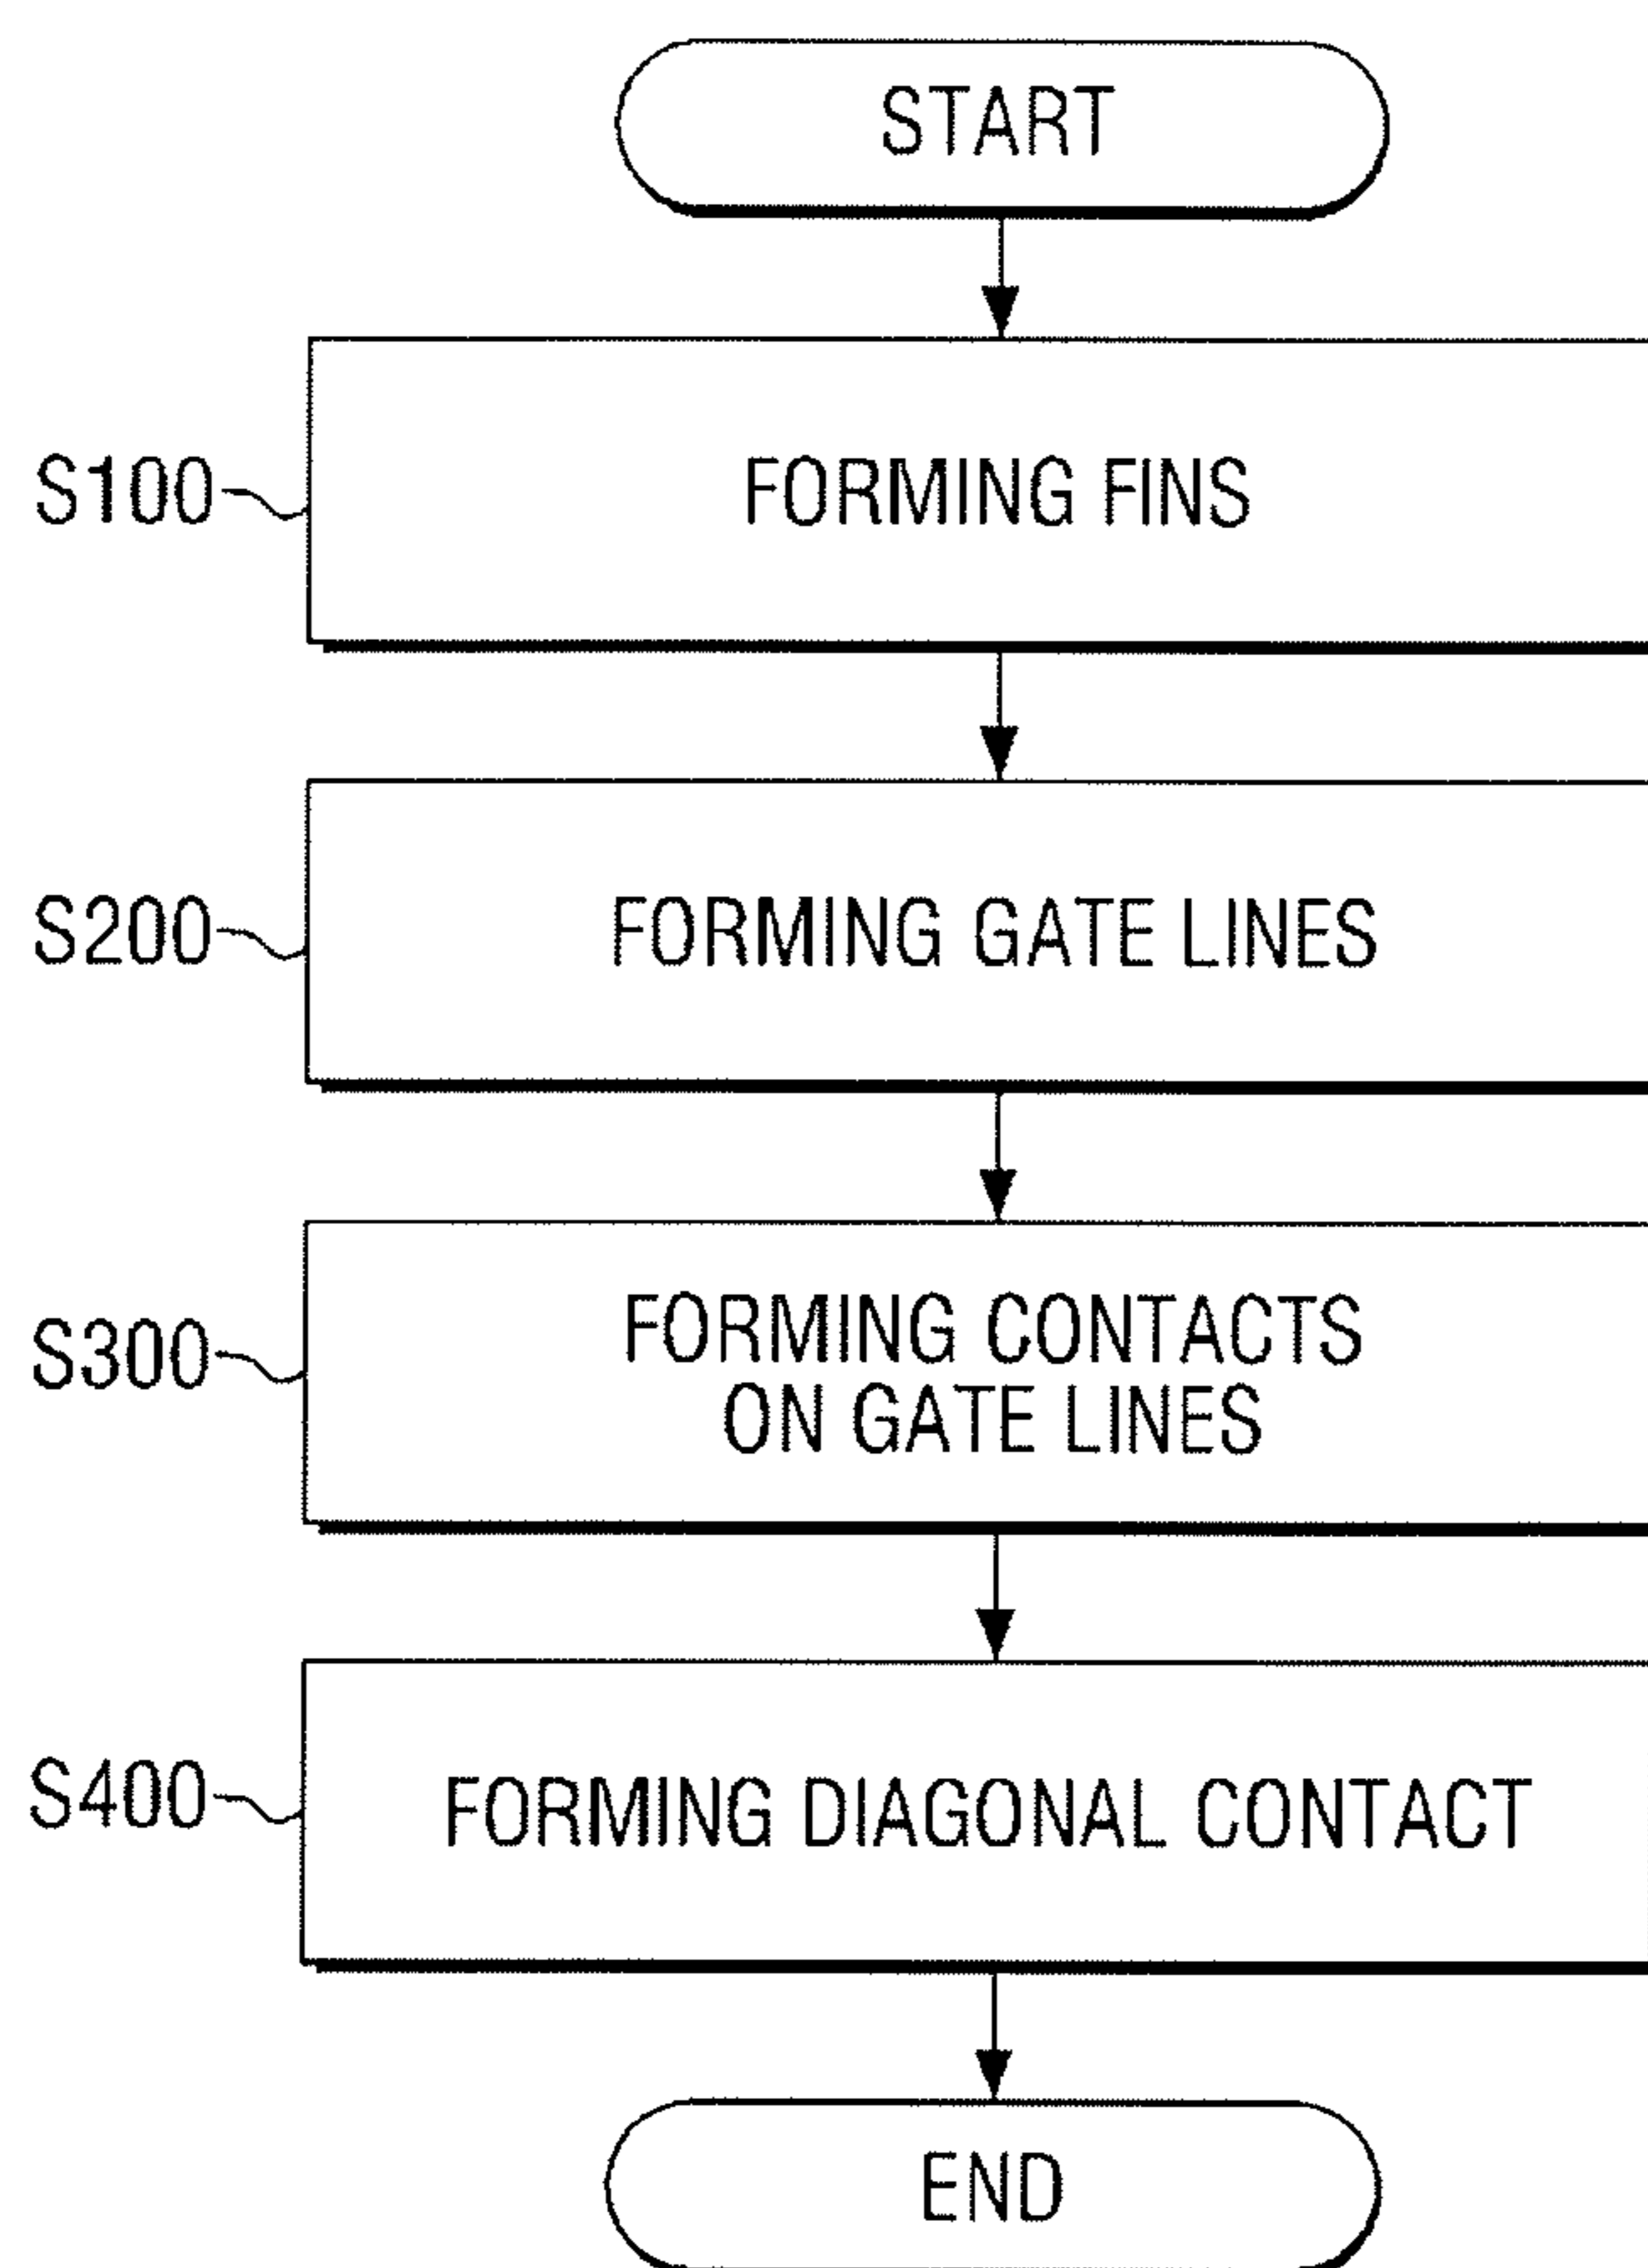 START
S100
FORMING FINS
S200
FORMING GATE LINES
S300
FORMING CONTACTS
ON GATE LINES
S400
FORMING DIAGONAL CONTACT
END